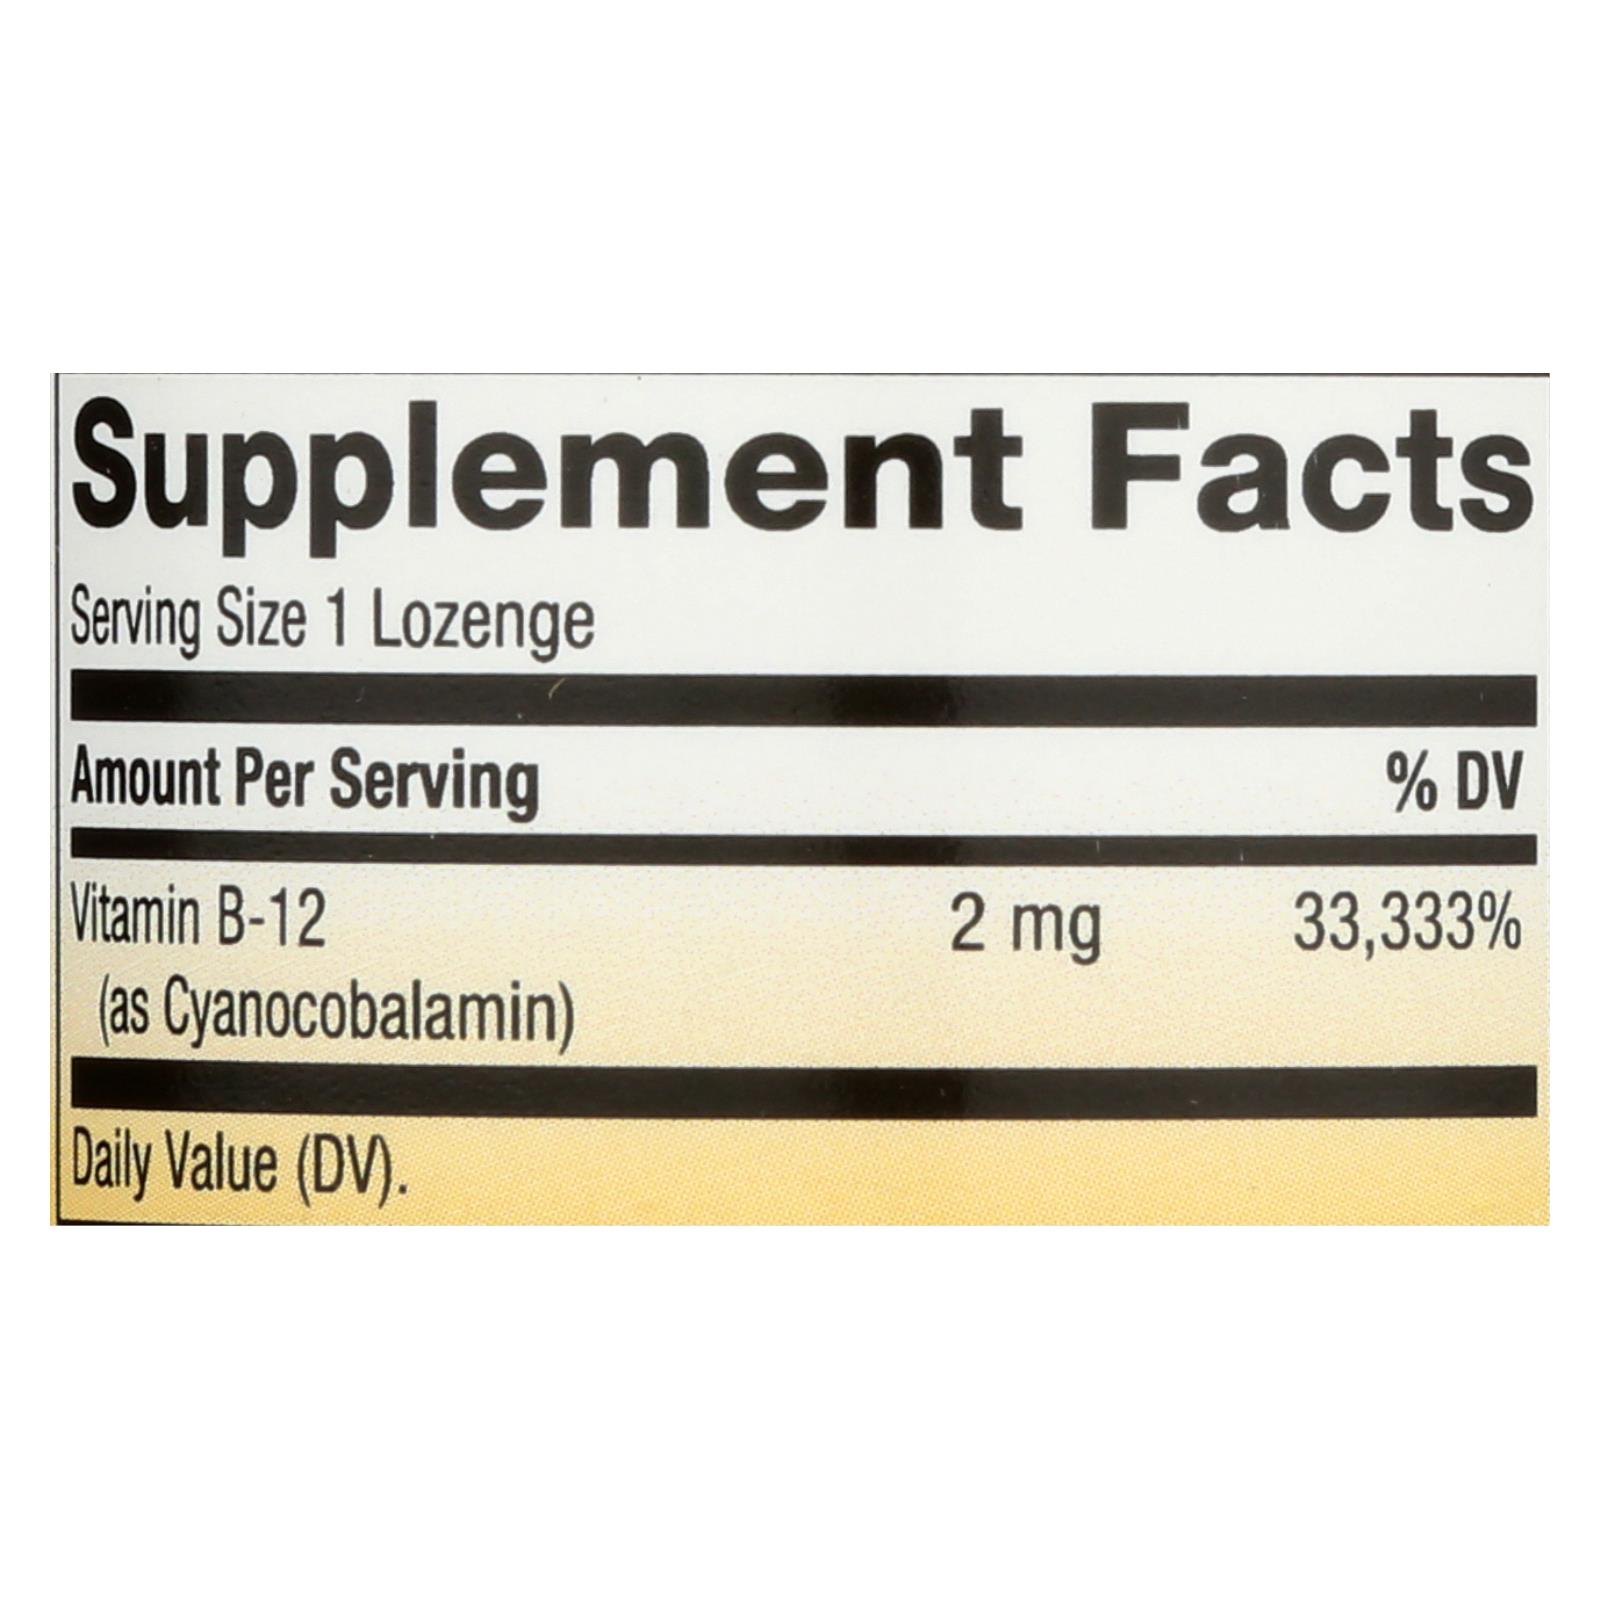 Supplement Facts
Serving Size 1 Lozenge
Amount Per Serving % DV
Vitamin B-12 2 mg 33,333%
(as Cyanocobalamin)
Daily Value (DV).